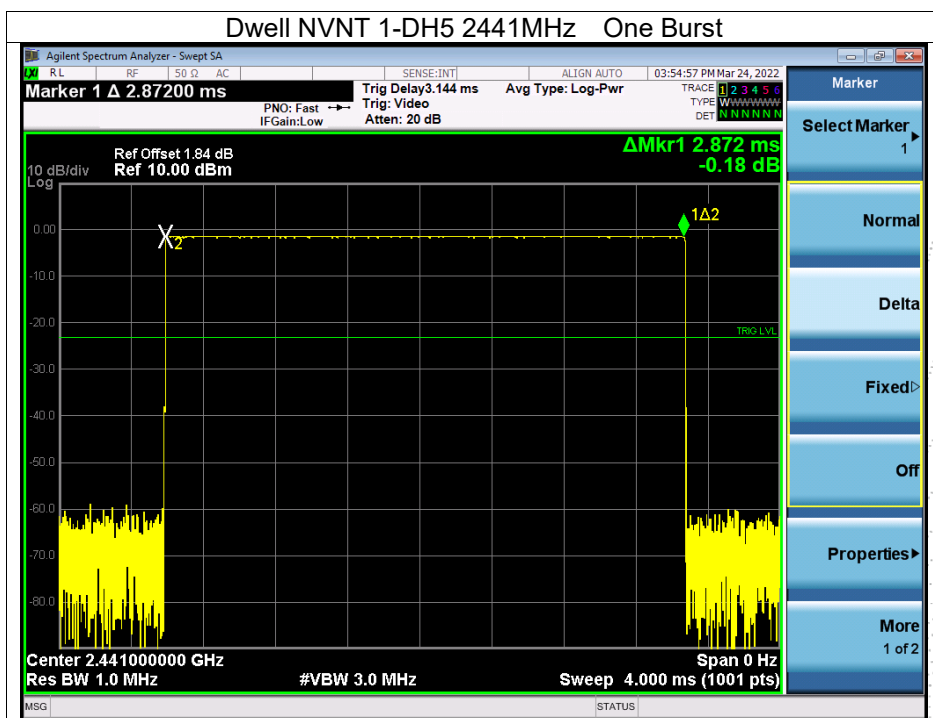 Dwell NVNT 1-DH5 2441MHz One Burst
Agilent Spectrum Analyzer - Swept SA
LXI RL RF 50 Ω AC SENSE:INT ALIGN AUTO 03:54:57 PM Mar 24, 2022
Marker 1 Δ 2.87200 ms
PNO: Fast
IFGain:Low
Trig Delay3.144 ms
Trig: Video
Atten: 20 dB
Avg Type: Log-Pwr
TRACE 1 2 3 4 5 6
TYPE WWWWWWW
DET N N N N N N
Marker
Select Marker
1
Normal
Delta
Fixed
Off
Properties
More
1 of 2
10 dB/div
Log
Ref Offset 1.84 dB
Ref 10.00 dBm
ΔMkr1 2.872 ms
-0.18 dB
1Δ2
0.00
2
-10.0
-20.0
TRIG LVL
-30.0
-40.0
-50.0
-60.0
-70.0
-80.0
Center 2.441000000 GHz Span 0 Hz
Res BW 1.0 MHz #VBW 3.0 MHz Sweep 4.000 ms (1001 pts)
MSG STATUS